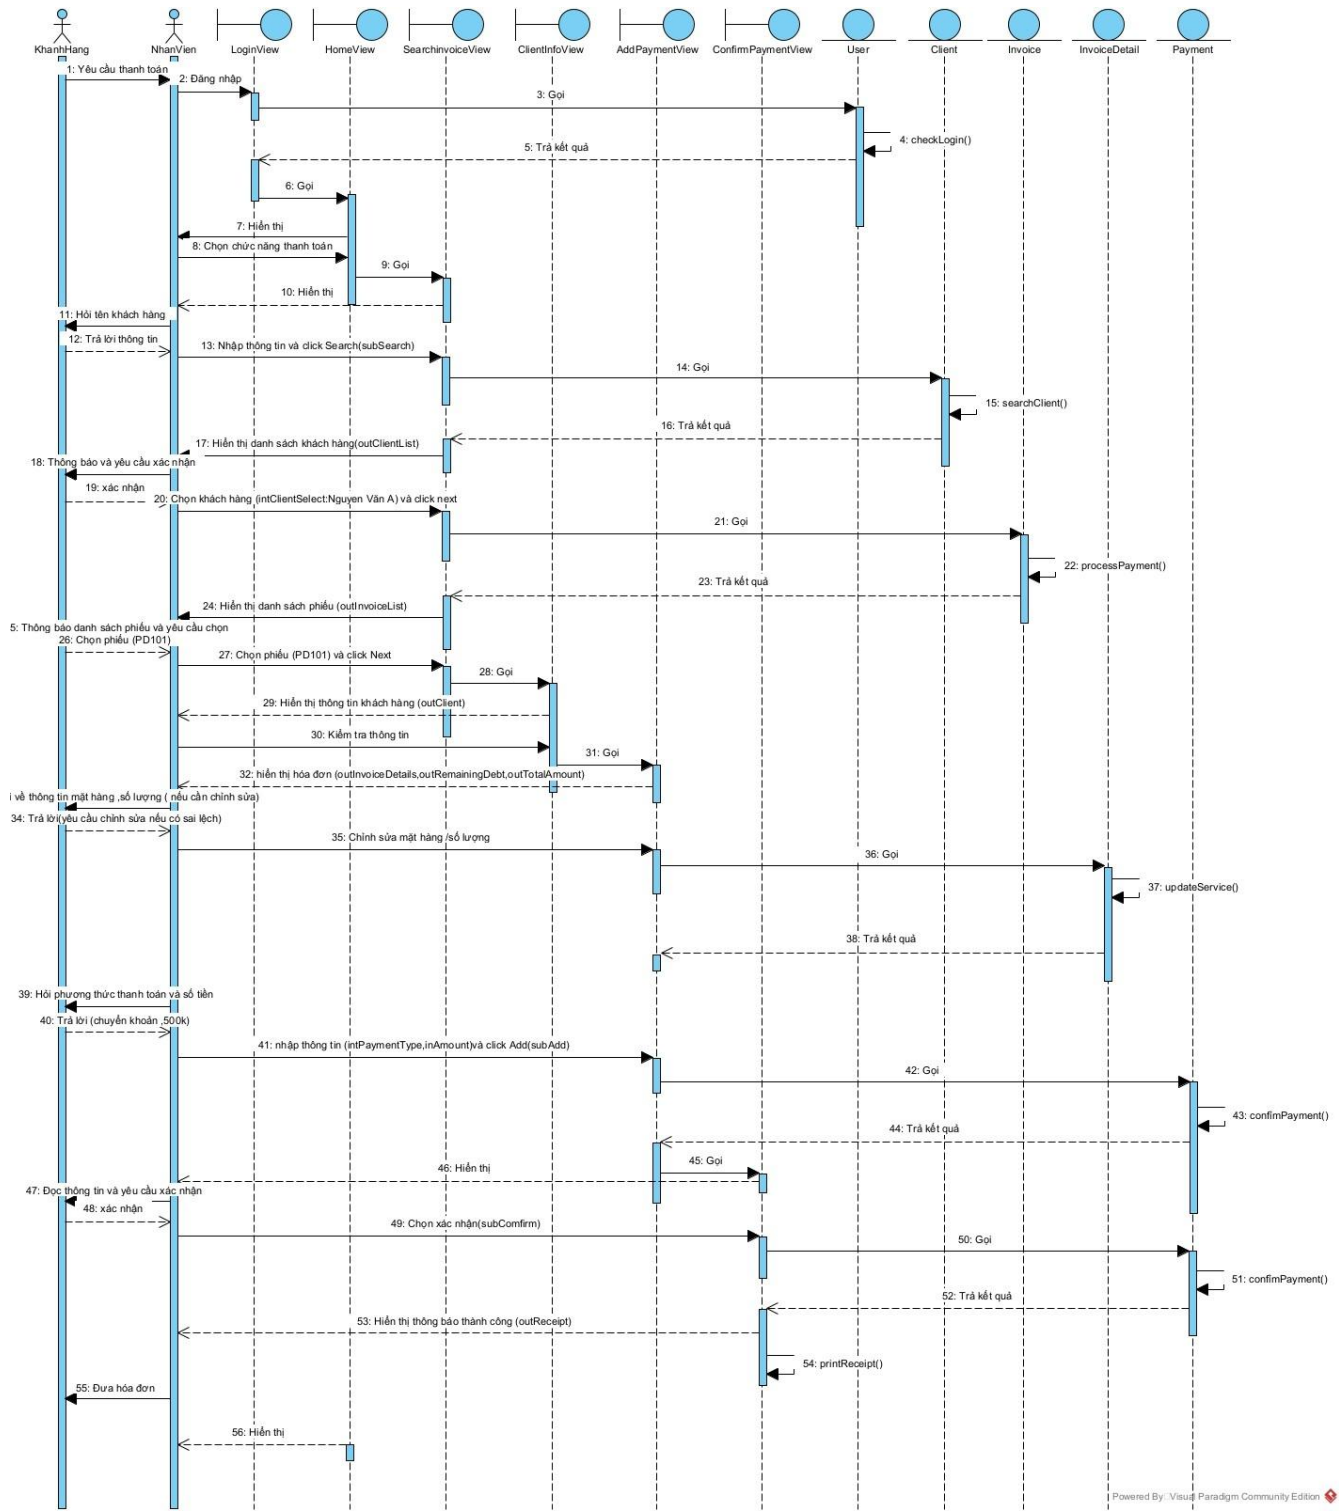 KhanhHang NhanVien LoginView HomeView SearchinvoiceView ClientInfoView AddPaymentView ConfirmPaymentView User Client Invoice InvoiceDetail Payment
1: Yêu cầu thanh toán
2: Đăng nhập
3: Gọi
4: checkLogin()
5: Trả kết quả
6: Gọi
7: Hiển thị
8: Chọn chức năng thanh toán
9: Gọi
10: Hiển thị
11: Hỏi tên khách hàng
12: Trả lời thông tin
13: Nhập thông tin và click Search(subSearch)
14: Gọi
15: searchClient()
16: Trả kết quả
17: Hiển thị danh sách khách hàng(outClientList)
18: Thông báo và yêu cầu xác nhận
19: xác nhận
20: Chọn khách hàng (intClientSelect:Nguyen Văn A) và click next
21: Gọi
22: processPayment()
23: Trả kết quả
24: Hiển thị danh sách phiếu (outInvoiceList)
5: Thông báo danh sách phiếu và yêu cầu chọn
26: Chọn phiếu (PD101)
27: Chọn phiếu (PD101) và click Next
28: Gọi
29: Hiển thị thông tin khách hàng (outClient)
30: Kiểm tra thông tin
31: Gọi
32: hiển thị hóa đơn (outInvoiceDetails,outRemainingDebt,outTotalAmount)
i về thông tin mặt hàng ,số lượng ( nếu cần chỉnh sửa)
34: Trả lời(yêu cầu chỉnh sửa nếu có sai lệch)
35: Chỉnh sửa mặt hàng /số lượng
36: Gọi
37: updateService()
38: Trả kết quả
39: Hỏi phương thức thanh toán và số tiền
40: Trả lời (chuyển khoản ,500k)
41: nhập thông tin (intPaymentType,inAmount)và click Add(subAdd)
42: Gọi
43: confimPayment()
44: Trả kết quả
45: Gọi
46: Hiển thị
47: Đọc thông tin và yêu cầu xác nhận
48: xác nhận
49: Chọn xác nhận(subComfirm)
50: Gọi
51: confimPayment()
52: Trả kết quả
53: Hiển thị thông báo thành công (outReceipt)
54: printReceipt()
55: Đưa hóa đơn
56: Hiển thị
Powered By Visual Paradigm Community Edition